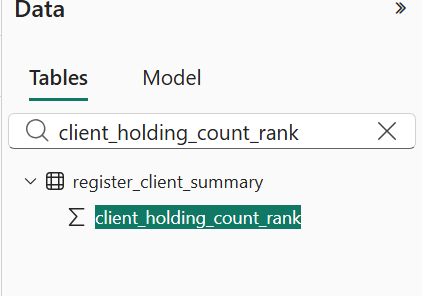 Data
Tables Model
client_holding_count_rank
register_client_summary
client_holding_count_rank